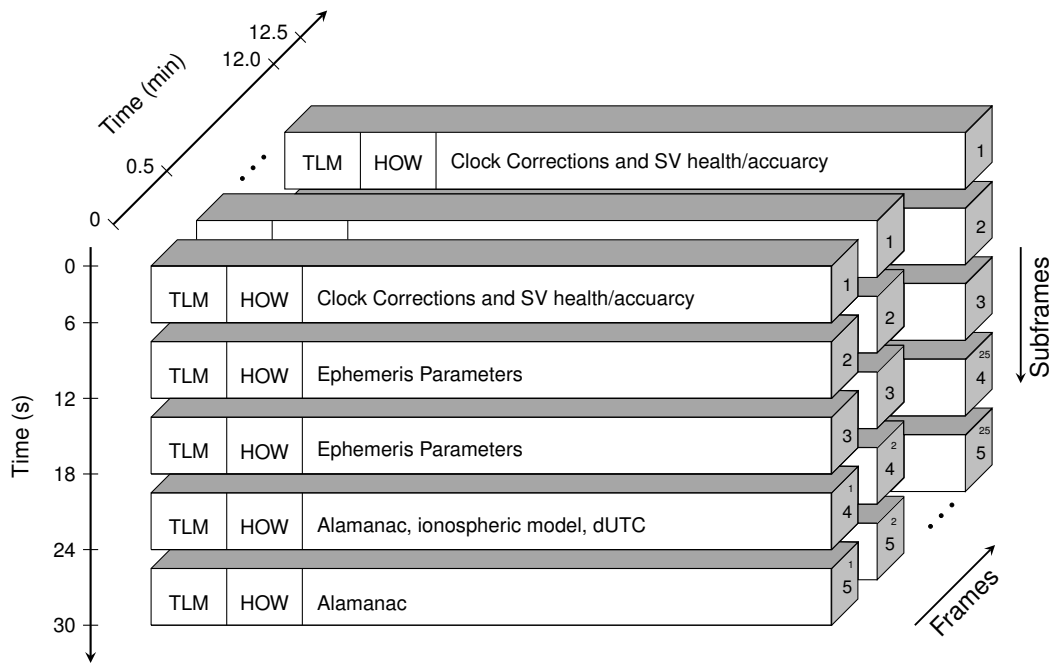 12.5
12.0
Time (min)
0.5
0
TLM HOW Clock Corrections and SV health/accuarcy 1
2
3
25
4
25
5
1
2
3
2
4
2
5
Time (s)
0
6
12
18
24
30
TLM HOW Clock Corrections and SV health/accuarcy 1
TLM HOW Ephemeris Parameters 2
TLM HOW Ephemeris Parameters 3
1
TLM HOW Alamanac, ionospheric model, dUTC 4
1
TLM HOW Alamanac 5
Subframes
Frames